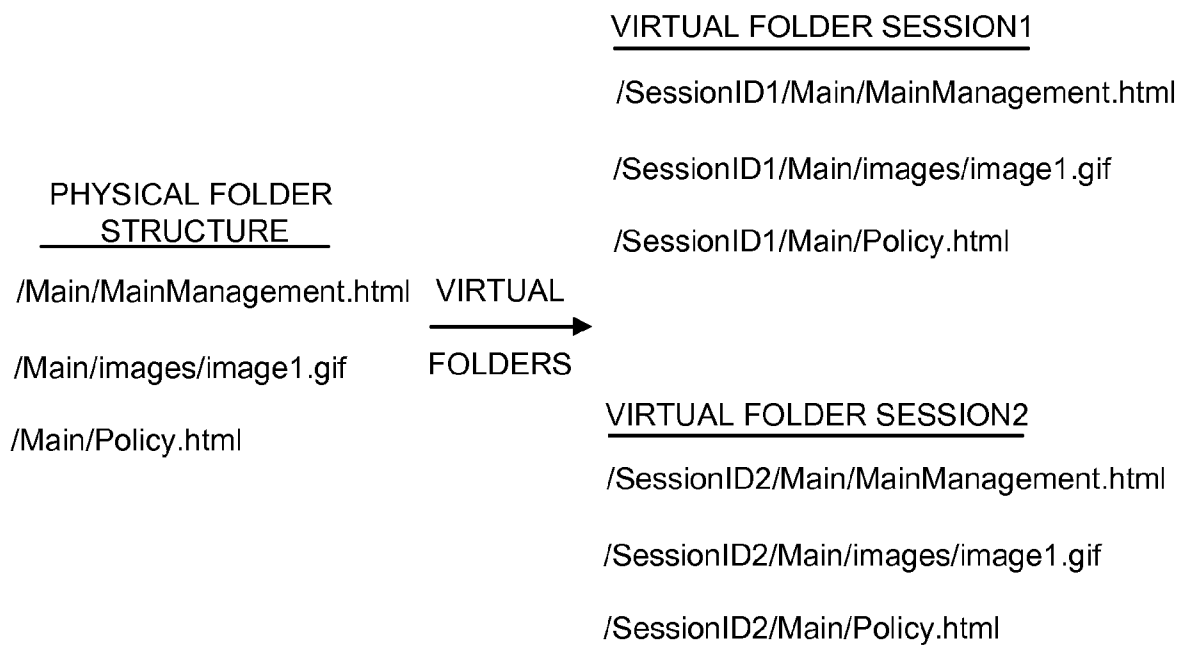 PHYSICAL FOLDER
STRUCTURE
/Main/MainManagement.html
/Main/images/image1.gif
/Main/Policy.html
VIRTUAL
FOLDERS
VIRTUAL FOLDER SESSION1
/SessionID1/Main/MainManagement.html
/SessionID1/Main/images/image1.gif
/SessionID1/Main/Policy.html
VIRTUAL FOLDER SESSION2
/SessionID2/Main/MainManagement.html
/SessionID2/Main/images/image1.gif
/SessionID2/Main/Policy.html